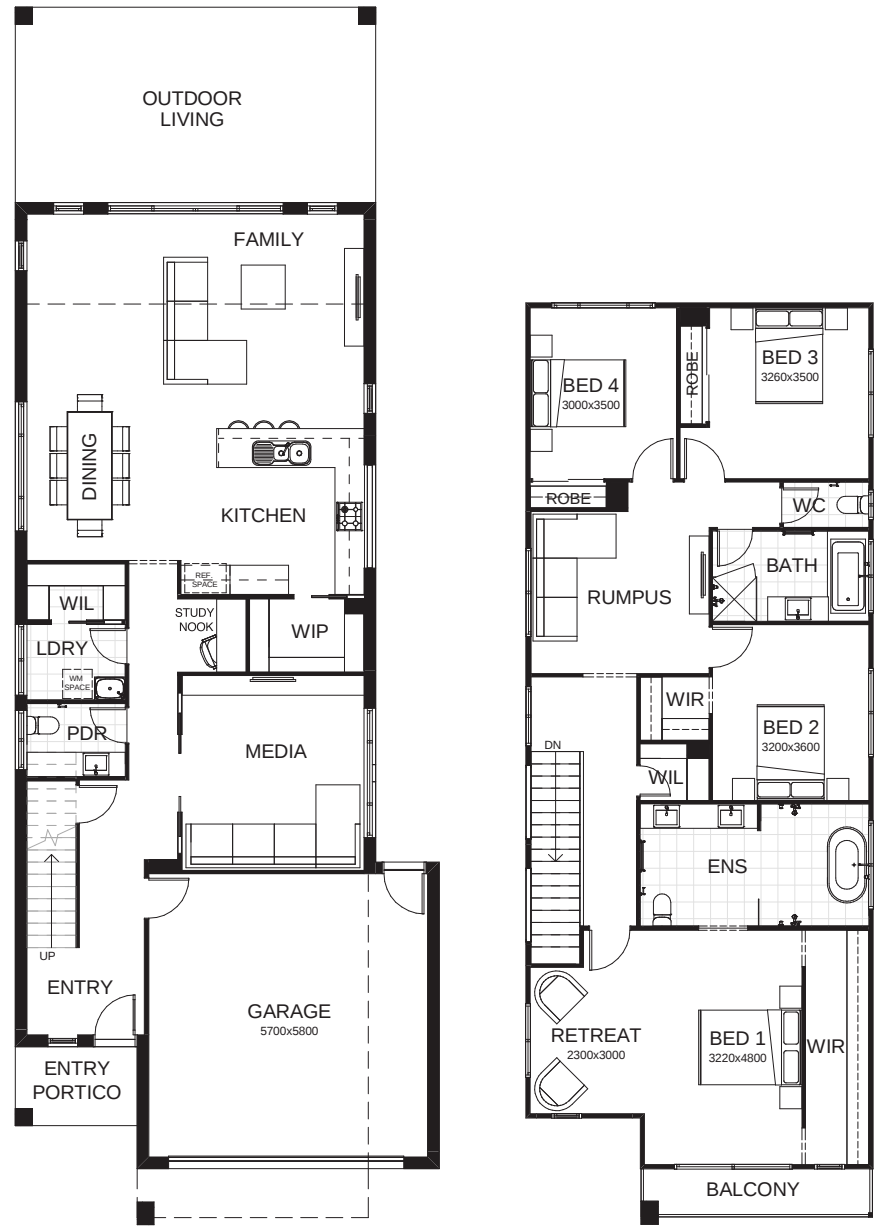 OUTDOOR
LIVING
FAMILY
DINING
KITCHEN
REF.
SPACE
WIL
STUDY
NOOK
WIP
LDRY
WM
SPACE
PDR
MEDIA
UP
ENTRY
GARAGE
5700x5800
ENTRY
PORTICO
BED 4
3000x3500
ROBE
BED 3
3260x3500
ROBE
WC
BATH
RUMPUS
WIR
BED 2
3200x3600
DN
WIL
ENS
RETREAT
2300x3000
BED 1
3220x4800
WIR
BALCONY